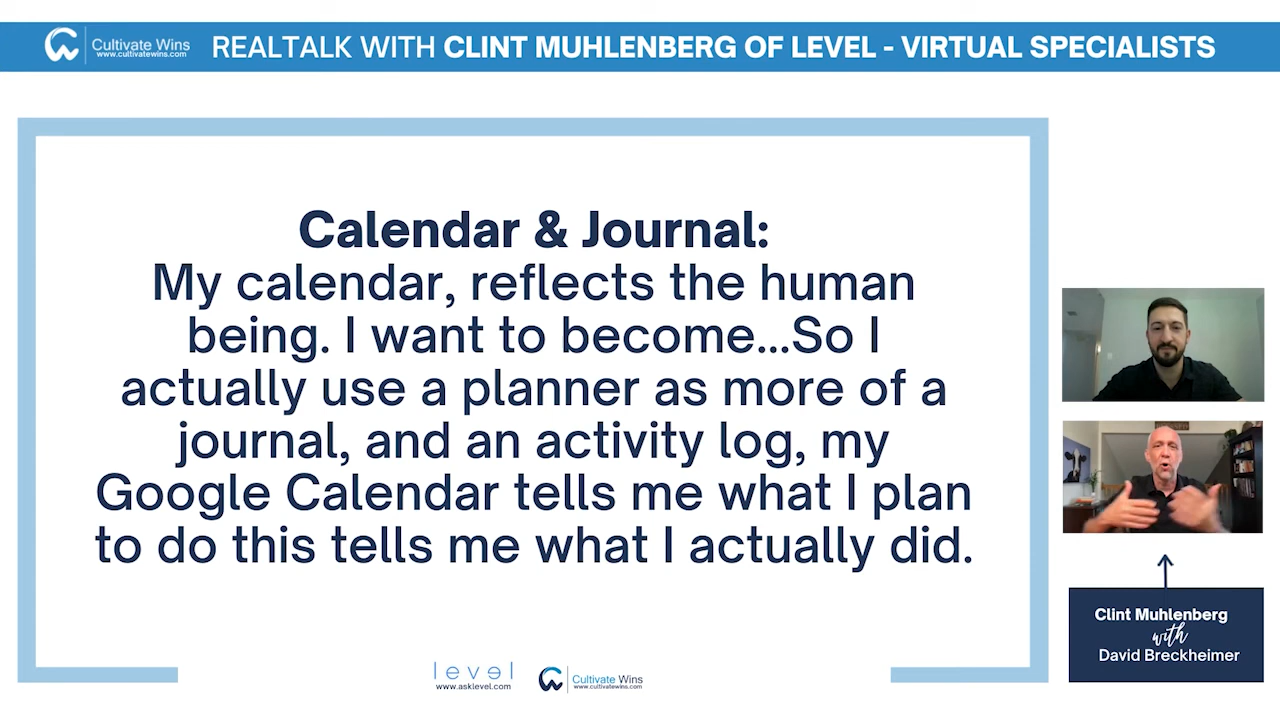 Cultivate Wins
www.cultivatewins.com
REALTALK WITH CLINT MUHLENBERG OF LEVEL - VIRTUAL SPECIALISTS
Calendar & Journal:
My calendar, reflects the human
being. I want to become...So I
actually use a planner as more of a
journal, and an activity log, my
Google Calendar tells me what I plan
to do this tells me what I actually did.
Clint Muhlenberg
with
David Breckheimer
level
www.asklevel.com
Cultivate Wins
www.cultivatewins.com